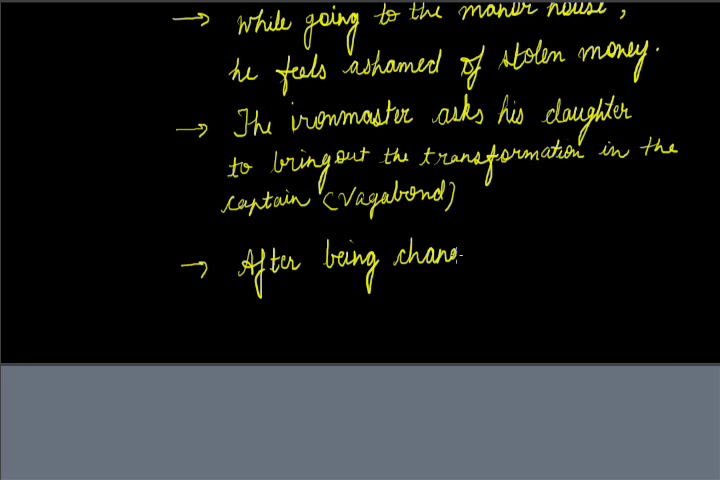 → While going to the manor house,
he feels ashamed of stolen money.
→ The ironmaster asks his daughter
to bring out the transformation in the
captain (Vagabond)
→ After being chang